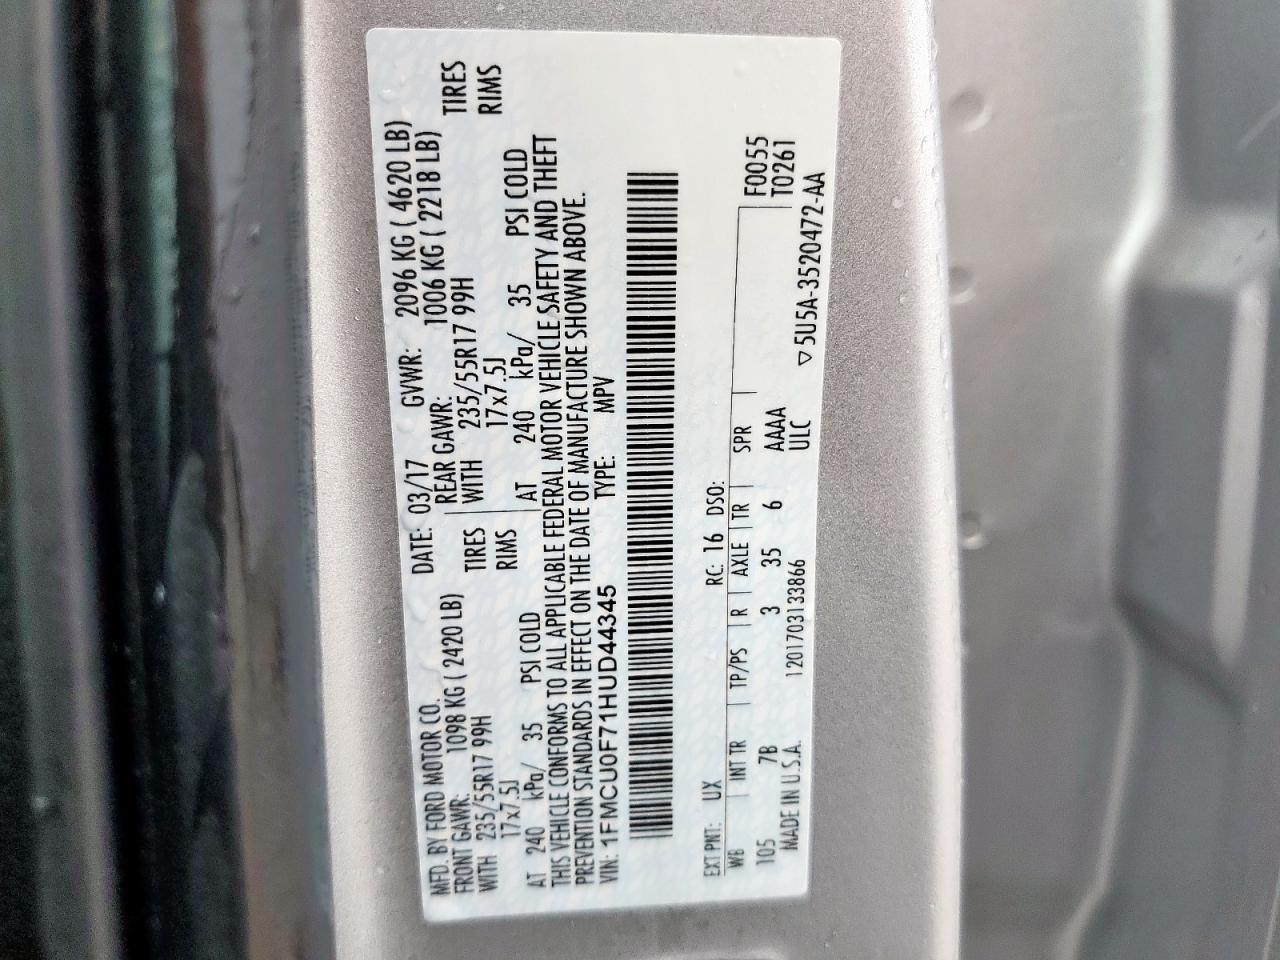 MFD. BY FORD MOTOR CO. DATE: 03/17 GVWR: 2096 KG ( 4620 LB)
FRONT GAWR: 1098 KG ( 2420 LB) REAR GAWR: 1006 KG ( 2218 LB)
WITH 235/55R17 99H TIRES WITH 235/55R17 99H TIRES
17x7.5J RIMS 17x7.5J RIMS
AT 240 kPa/ 35 PSI COLD AT 240 kPa/ 35 PSI COLD
THIS VEHICLE CONFORMS TO ALL APPLICABLE FEDERAL MOTOR VEHICLE SAFETY AND THEFT
PREVENTION STANDARDS IN EFFECT ON THE DATE OF MANUFACTURE SHOWN ABOVE.
VIN: 1FMCU0F71HUD44345 TYPE: MPV
EXT PNT: UX RC: 16 DSO: F0055
WB | INT TR | TP/PS | R | AXLE | TR | SPR T0261
105 7B 3 35 6 AAAA
MADE IN U.S.A. 1201703133866 ULC ▽5U5A-3520472-AA